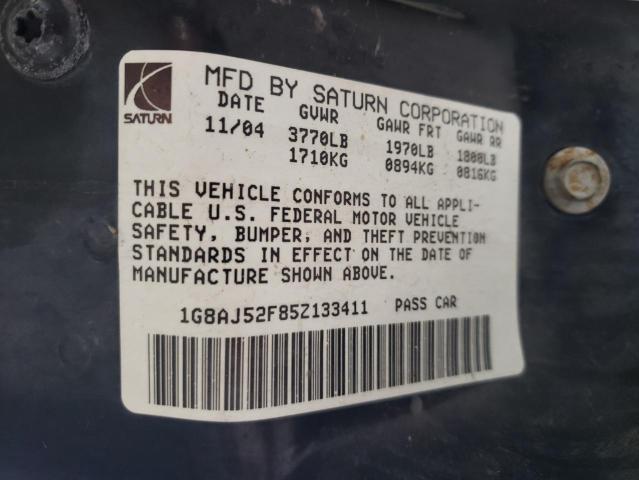 SATURN
MFD BY SATURN CORPORATION
DATE GVWR GAWR FRT GAWR RR
11/04 3770LB 1970LB 1800LB
1710KG 0894KG 0816KG
THIS VEHICLE CONFORMS TO ALL APPLI-
CABLE U.S. FEDERAL MOTOR VEHICLE
SAFETY, BUMPER, AND THEFT PREVENTION
STANDARDS IN EFFECT ON THE DATE OF
MANUFACTURE SHOWN ABOVE.
1G8AJ52F85Z133411 PASS CAR